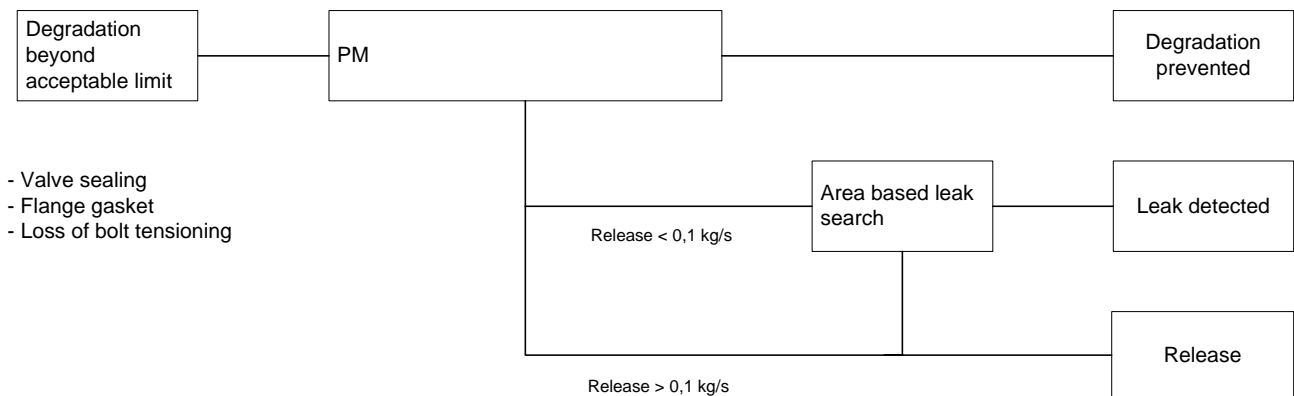 Degradation
beyond
acceptable limit
PM
Degradation
prevented
- Valve sealing
- Flange gasket
- Loss of bolt tensioning
Area based leak
search
Leak detected
Release < 0,1 kg/s
Release
Release > 0,1 kg/s